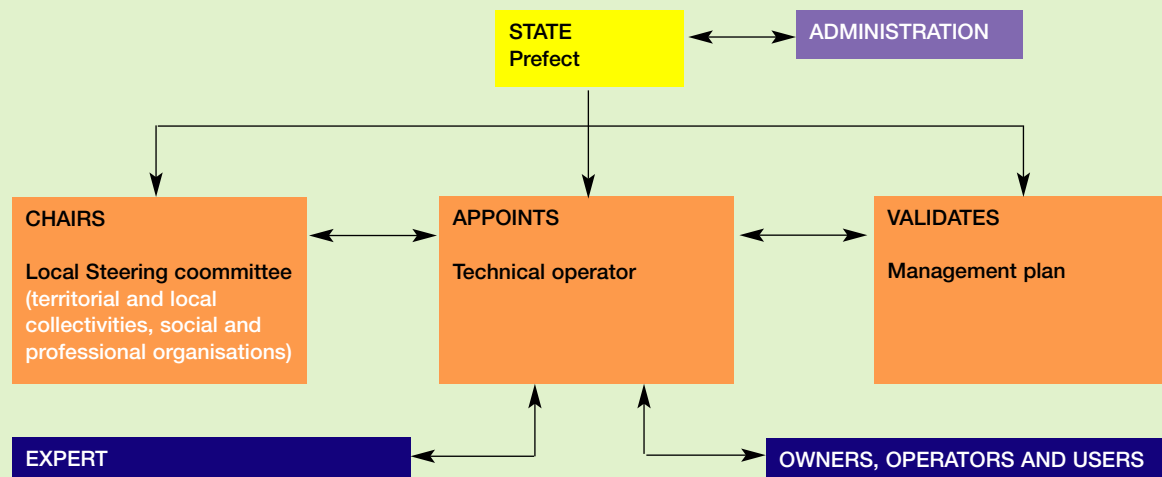 STATE
Prefect
ADMINISTRATION
CHAIRS
Local Steering coommittee
(territorial and local
collectivities, social and
professional organisations)
APPOINTS
Technical operator
VALIDATES
Management plan
EXPERT
OWNERS, OPERATORS AND USERS